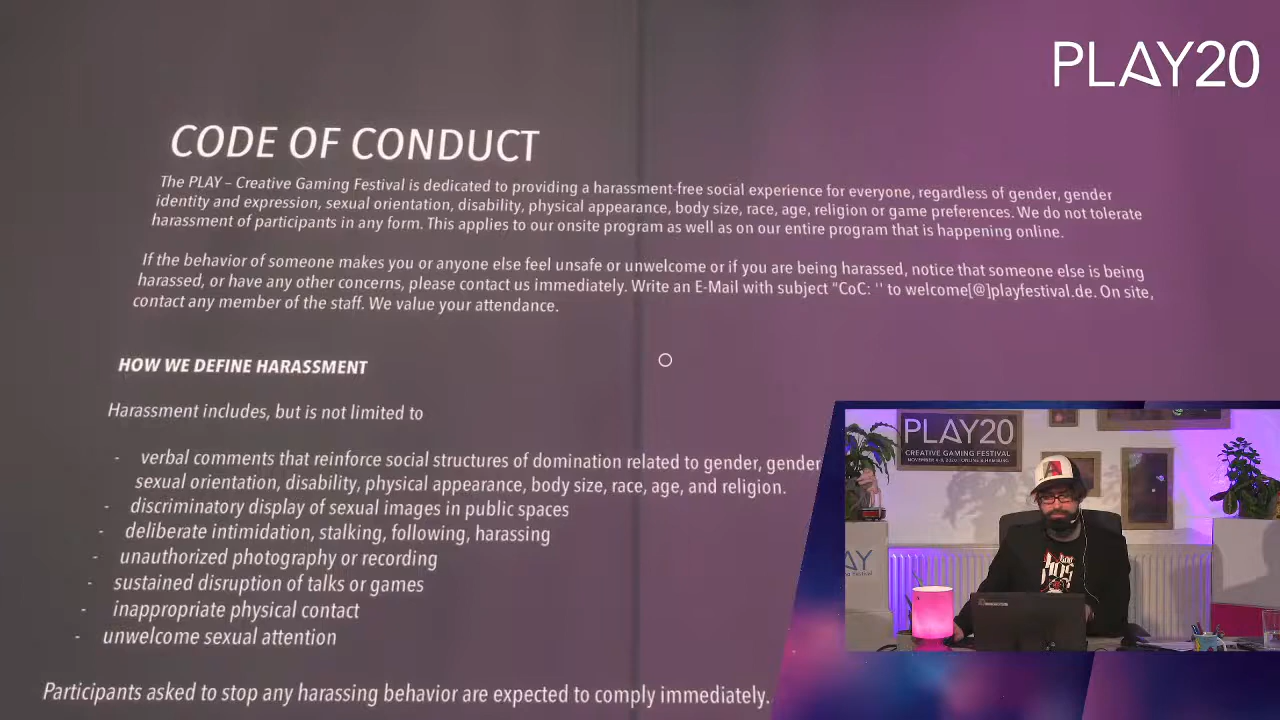 PLAY20
CODE OF CONDUCT
The PLAY – Creative Gaming Festival is dedicated to providing a harassment-free social experience for everyone, regardless of gender, gender
identity and expression, sexual orientation, disability, physical appearance, body size, race, age, religion or game preferences. We do not tolerate
harassment of participants in any form. This applies to our onsite program as well as on our entire program that is happening online.
If the behavior of someone makes you or anyone else feel unsafe or unwelcome or if you are being harassed, notice that someone else is being
harassed, or have any other concerns, please contact us immediately. Write an E-Mail with subject "CoC: '' to welcome[@]playfestival.de. On site,
contact any member of the staff. We value your attendance.
HOW WE DEFINE HARASSMENT
Harassment includes, but is not limited to
- verbal comments that reinforce social structures of domination related to gender, gender
sexual orientation, disability, physical appearance, body size, race, age, and religion.
- discriminatory display of sexual images in public spaces
- deliberate intimidation, stalking, following, harassing
- unauthorized photography or recording
- sustained disruption of talks or games
- inappropriate physical contact
- unwelcome sexual attention
Participants asked to stop any harassing behavior are expected to comply immediately.
PLAY20
CREATIVE GAMING FESTIVAL